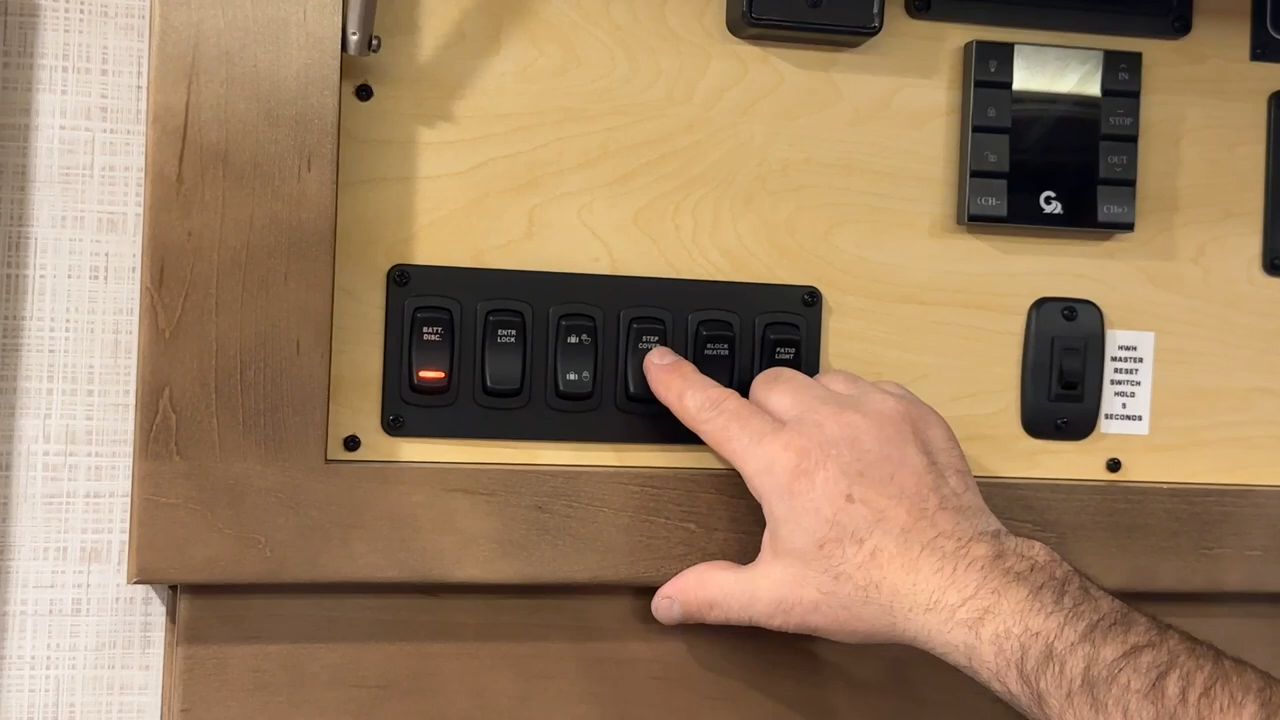 IN
STOP
OUT
CH-
CH+
BATT.
DISC.
ENTR
LOCK
STEP
COVER
BLOCK
HEATER
PATIO
LIGHT
HWH
MASTER
RESET
SWITCH
HOLD
5
SECONDS